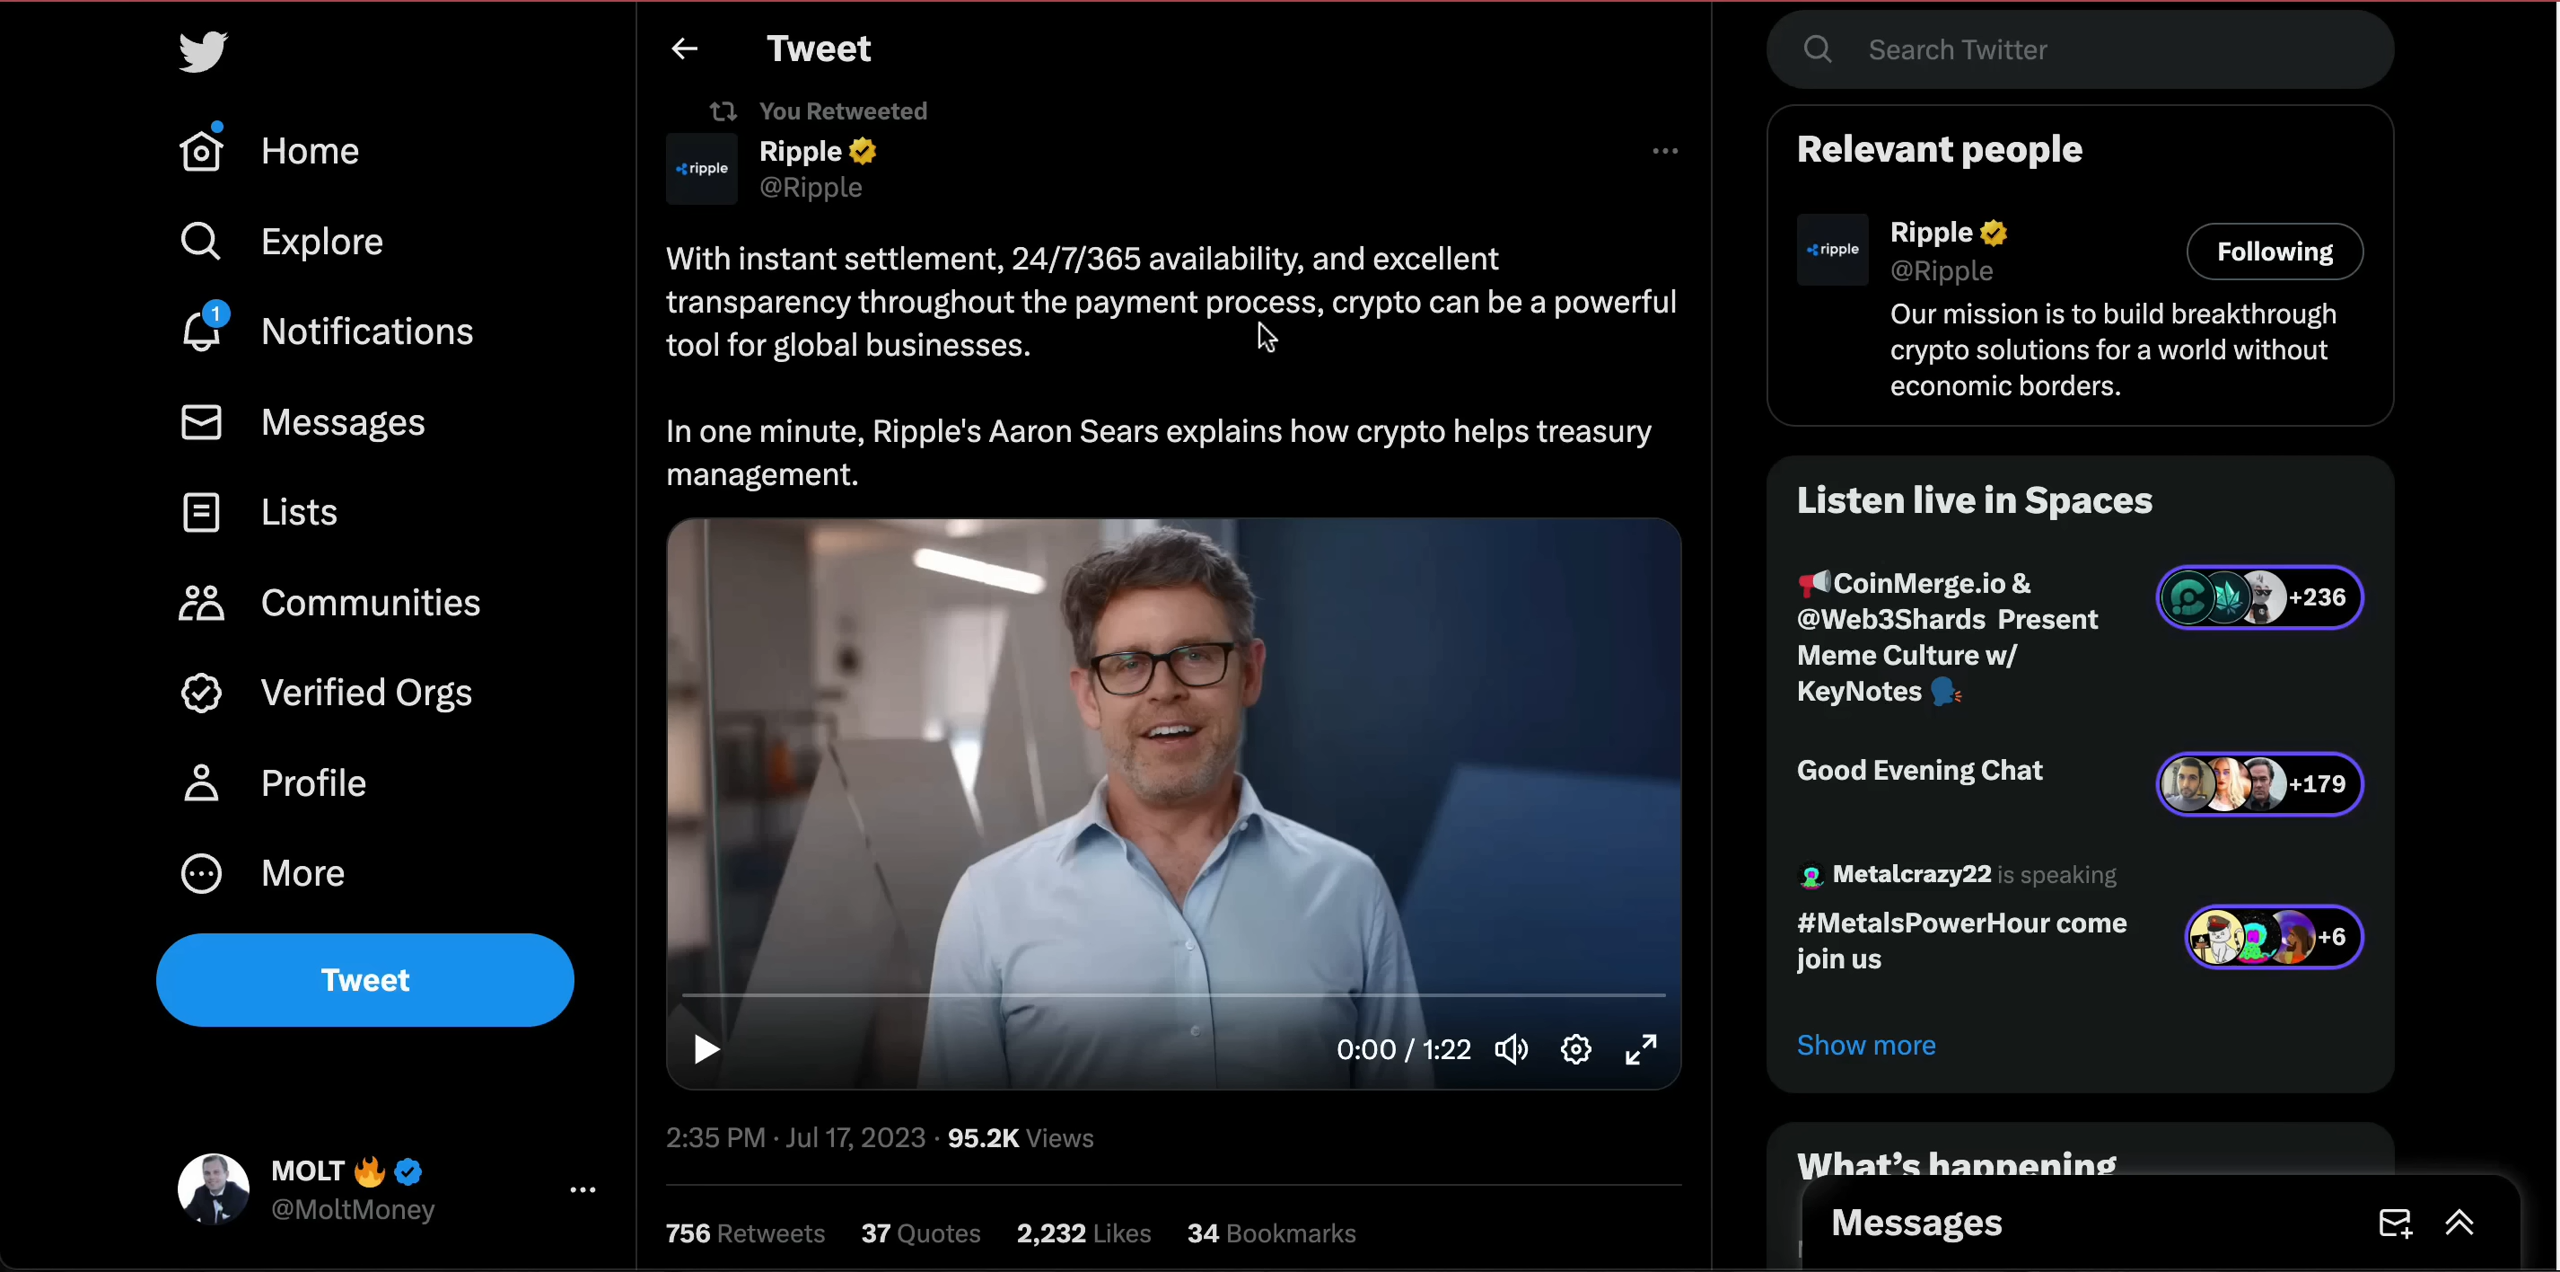 Home
Explore
1
Notifications
Messages
Lists
Communities
Verified Orgs
Profile
More
Tweet
MOLT 🔥
@MoltMoney
Tweet
You Retweeted
ripple
Ripple
@Ripple
With instant settlement, 24/7/365 availability, and excellent
transparency throughout the payment process, crypto can be a powerful
tool for global businesses.
In one minute, Ripple's Aaron Sears explains how crypto helps treasury
management.
0:00 / 1:22
2:35 PM · Jul 17, 2023 · 95.2K Views
756 Retweets 37 Quotes 2,232 Likes 34 Bookmarks
Search Twitter
Relevant people
ripple
Ripple
@Ripple
Following
Our mission is to build breakthrough
crypto solutions for a world without
economic borders.
Listen live in Spaces
📢CoinMerge.io &
@Web3Shards Present
Meme Culture w/
KeyNotes 🗣
+236
Good Evening Chat
+179
Metalcrazy22 is speaking
#MetalsPowerHour come
join us
+6
Show more
What's happening
Messages